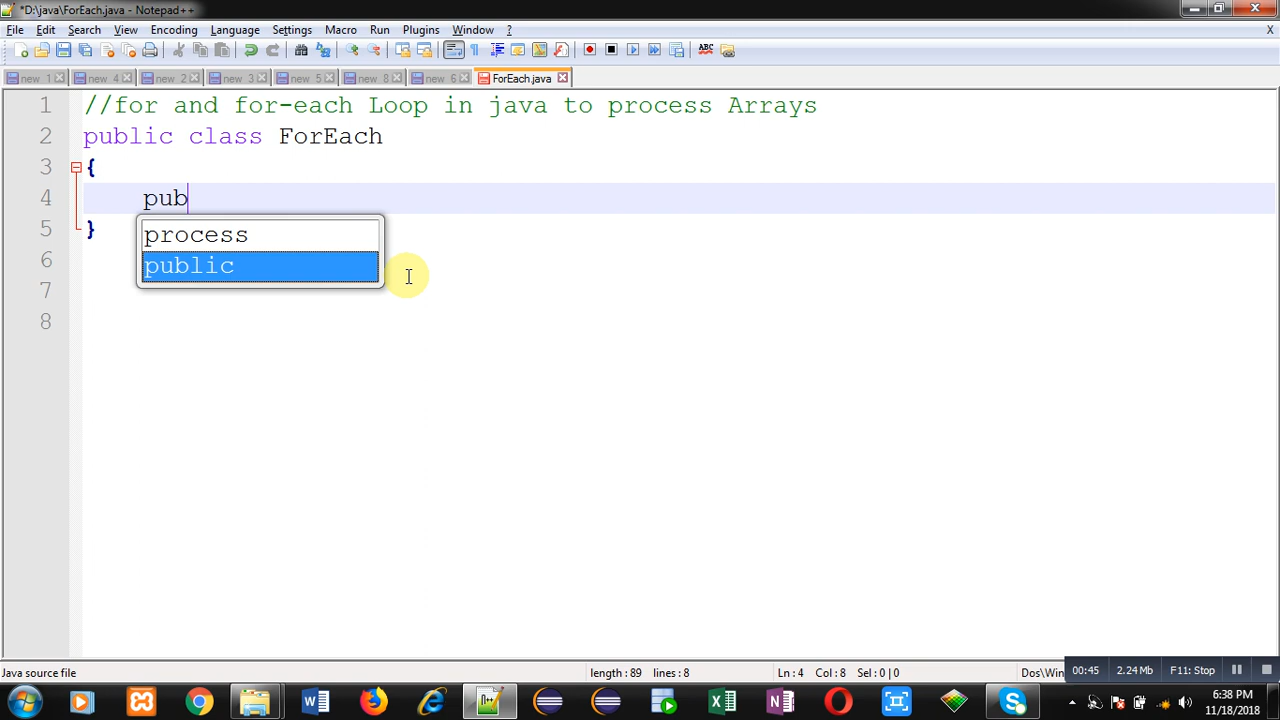 *D:\java\ForEach.java - Notepad++
File Edit Search View Encoding Language Settings Macro Run Plugins Window ? X
new 1 new 4 new 2 new 3 new 5 new 8 new 6 ForEach.java
1 //for and for-each Loop in java to process Arrays
2 public class ForEach
3 {
4 pub
process
5 }
public
6
7
8
Java source file length : 89 lines : 8 Ln : 4 Col : 8 Sel : 0 | 0 Dos\Win 00:45 2.24 Mb F11: Stop
6:38 PM
11/18/2018